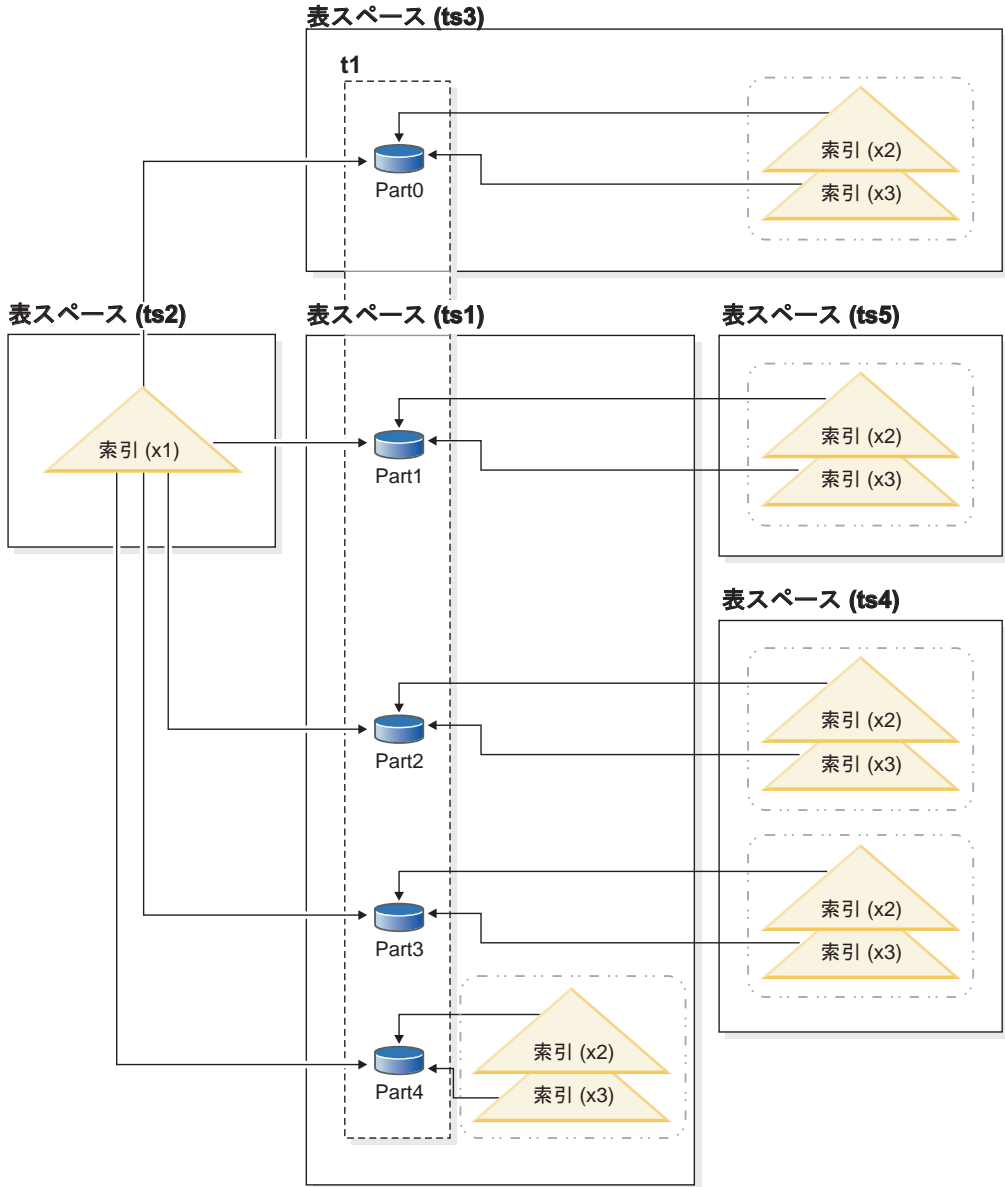 表スペース (ts3)
t1
Part0
索引 (x2)
索引 (x3)
表スペース (ts2)
索引 (x1)
表スペース (ts1)
Part1
Part2
Part3
Part4
索引 (x2)
索引 (x3)
表スペース (ts5)
索引 (x2)
索引 (x3)
表スペース (ts4)
索引 (x2)
索引 (x3)
索引 (x2)
索引 (x3)